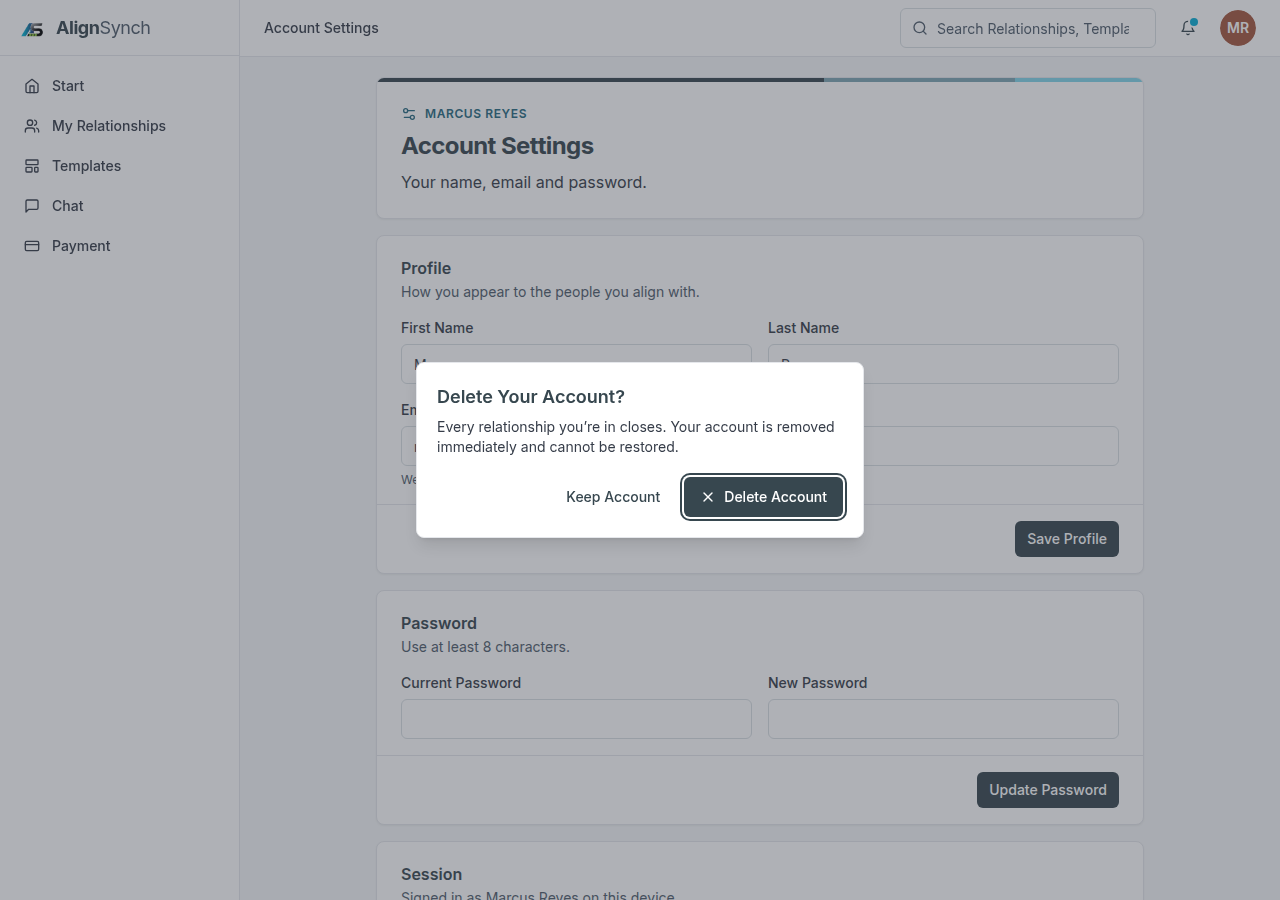 AlignSynch
Account Settings
Search Relationships, Templa
MR
Start
My Relationships
Templates
Chat
Payment
MARCUS REYES
Account Settings
Your name, email and password.
Profile
How you appear to the people you align with.
First Name
Last Name
Delete Your Account?
Every relationship you’re in closes. Your account is removed
immediately and cannot be restored.
Keep Account
Delete Account
Save Profile
Password
Use at least 8 characters.
Current Password
New Password
Update Password
Session
Signed in as Marcus Reyes on this device.